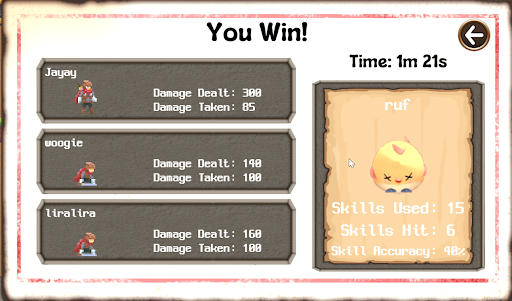 You Win!
Time: 1m 21s
Jayay
Damage Dealt: 300
Damage Taken: 85
woogie
Damage Dealt: 140
Damage Taken: 100
liralira
Damage Dealt: 160
Damage Taken: 100
ruf
Skills Used: 15
Skills Hit: 6
Skill Accuracy: 40%